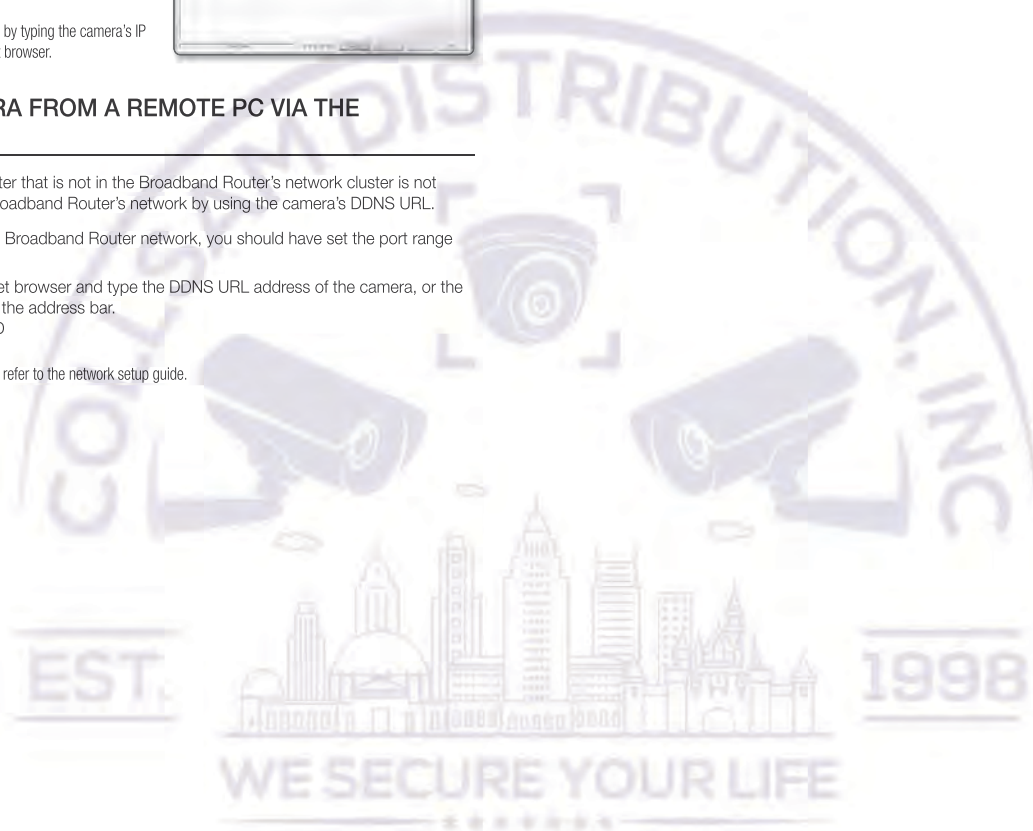 by typing the camera's IP
browser.
RA FROM A REMOTE PC VIA THE
ter that is not in the Broadband Router's network cluster is not
oadband Router's network by using the camera's DDNS URL.
Broadband Router network, you should have set the port range
et browser and type the DDNS URL address of the camera, or the
the address bar.
refer to the network setup guide.
COLLSAM DISTRIBUTION, INC
EST.
1998
WE SECURE YOUR LIFE